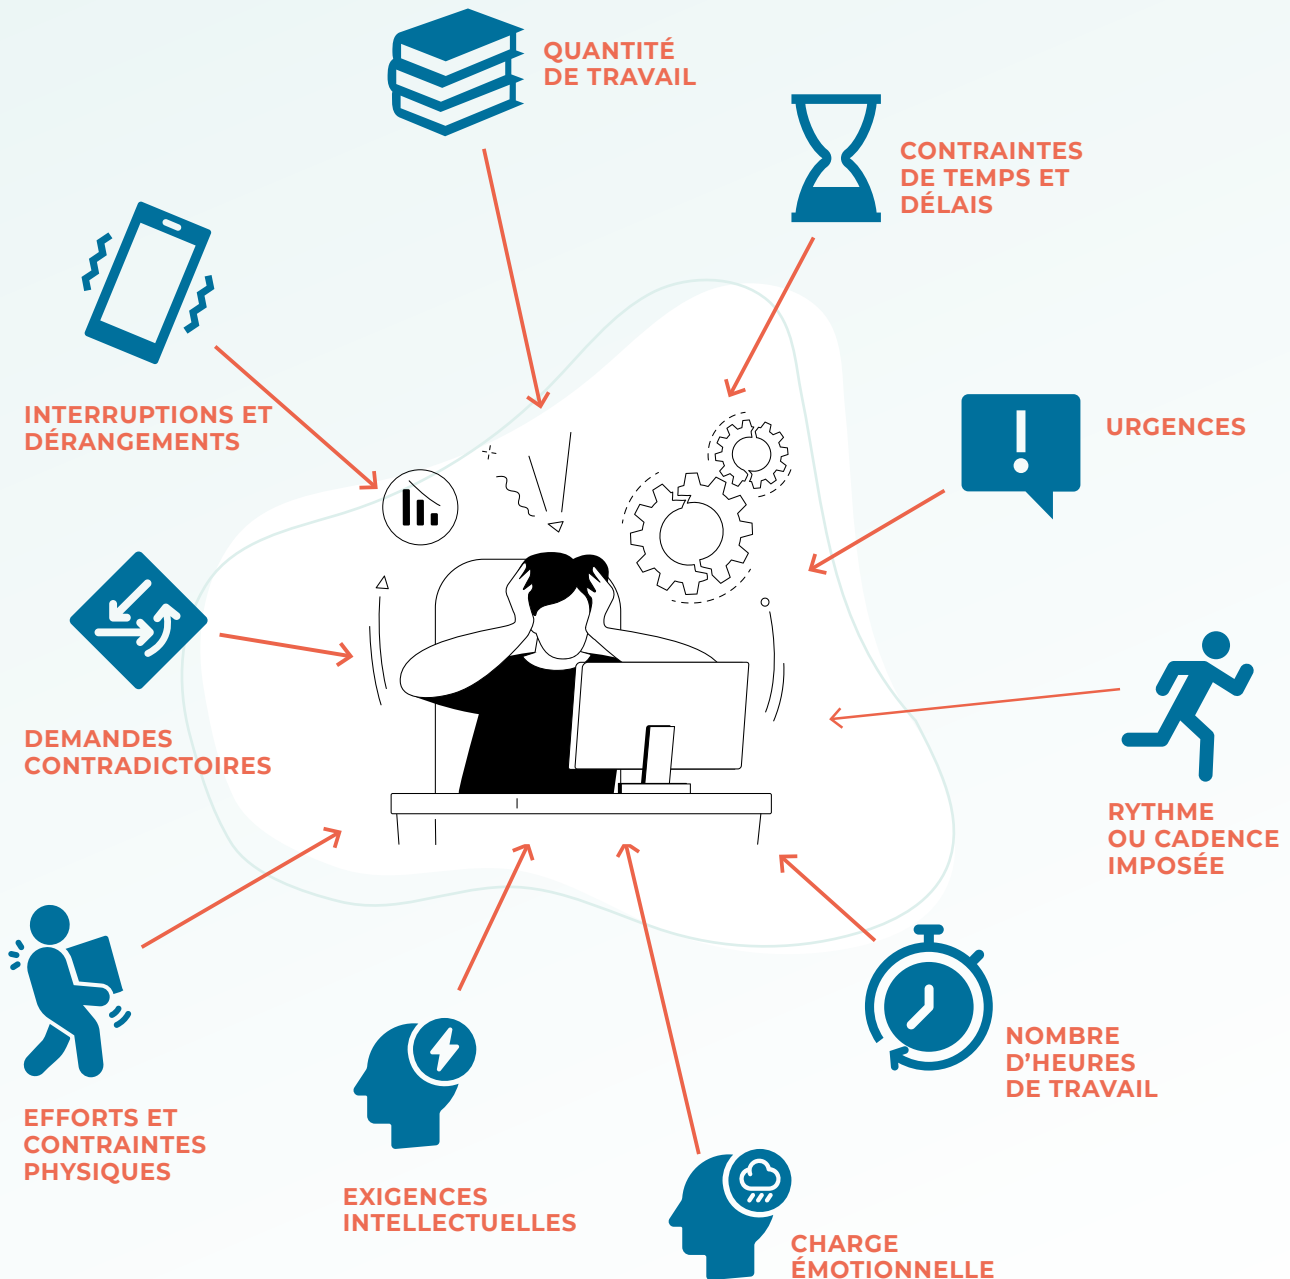 QUANTITÉ
DE TRAVAIL
CONTRAINTES
DE TEMPS ET
DÉLAIS
INTERRUPTIONS ET
DÉRANGEMENTS
URGENCES
DEMANDES
CONTRADICTOIRES
RYTHME
OU CADENCE
IMPOSÉE
NOMBRE
D’HEURES
DE TRAVAIL
EFFORTS ET
CONTRAINTES
PHYSIQUES
EXIGENCES
INTELLECTUELLES
CHARGE
ÉMOTIONNELLE